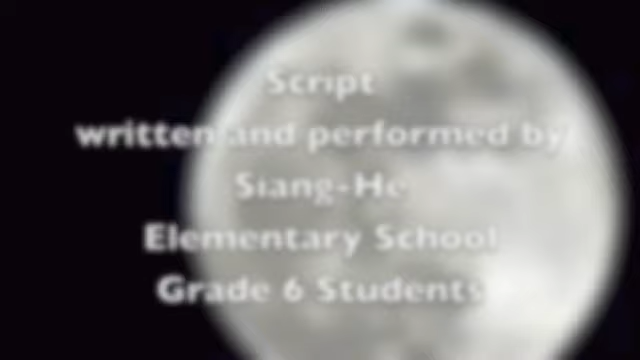 Script
written and performed by
Siang-He
Elementary School
Grade 6 Students